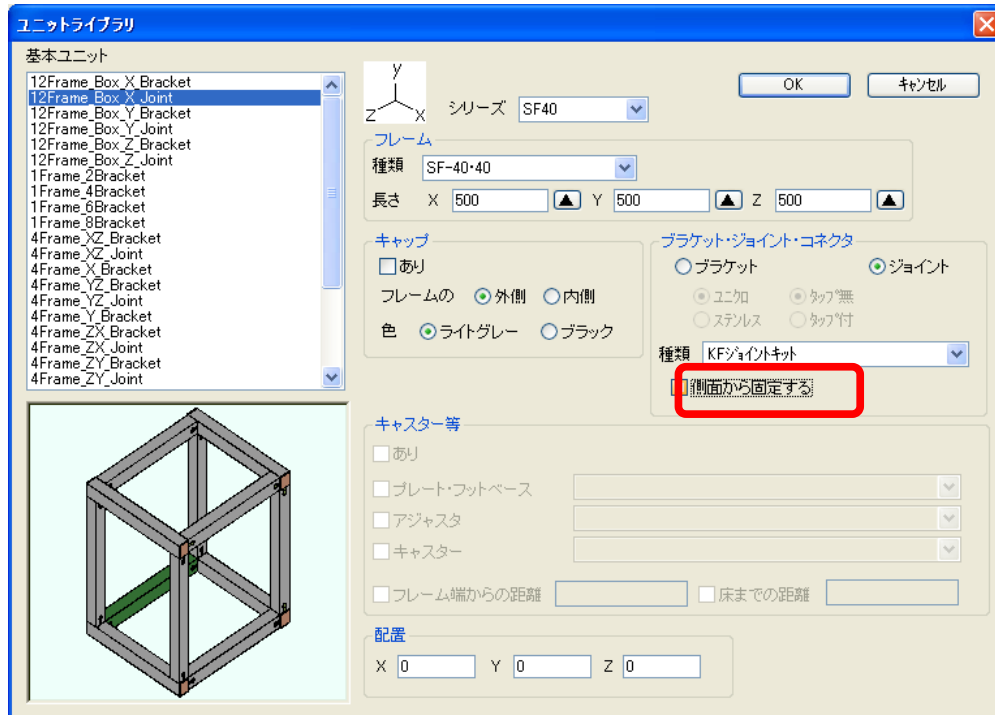 ユニットライブラリ
基本ユニット
12Frame_Box_X_Bracket
12Frame_Box_X_Joint
12Frame_Box_Y_Bracket
12Frame_Box_Y_Joint
12Frame_Box_Z_Bracket
12Frame_Box_Z_Joint
1Frame_2Bracket
1Frame_4Bracket
1Frame_6Bracket
1Frame_8Bracket
4Frame_XZ_Bracket
4Frame_XZ_Joint
4Frame_X_Bracket
4Frame_YZ_Bracket
4Frame_YZ_Joint
4Frame_Y_Bracket
4Frame_ZX_Bracket
4Frame_ZX_Joint
4Frame_ZY_Bracket
4Frame_ZY_Joint
y
z x
シリーズ SF40
OK キャンセル
フレーム
種類 SF-40・40
長さ X 500 Y 500 Z 500
キャップ
あり
フレームの 外側 内側
色 ライトグレー ブラック
ブラケット・ジョイント・コネクタ
ブラケット ジョイント
ユニクロ タップ無
ステンレス タップ付
種類 KFジョイントキット
側面から固定する
キャスター等
あり
プレート・フットベース
アジャスタ
キャスター
フレーム端からの距離 床までの距離
配置
X 0 Y 0 Z 0